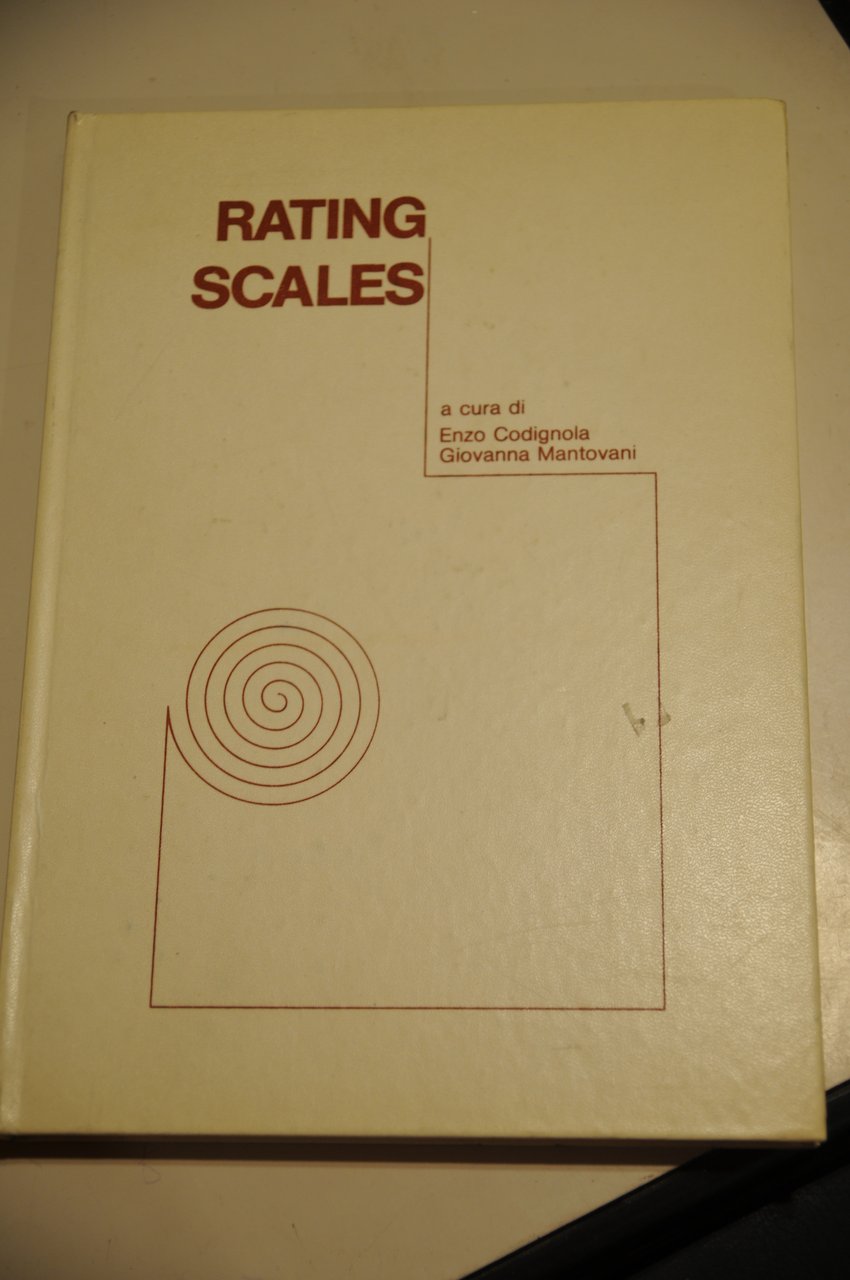 RATING
SCALES
a cura di
Enzo Codignola
Giovanna Mantovani